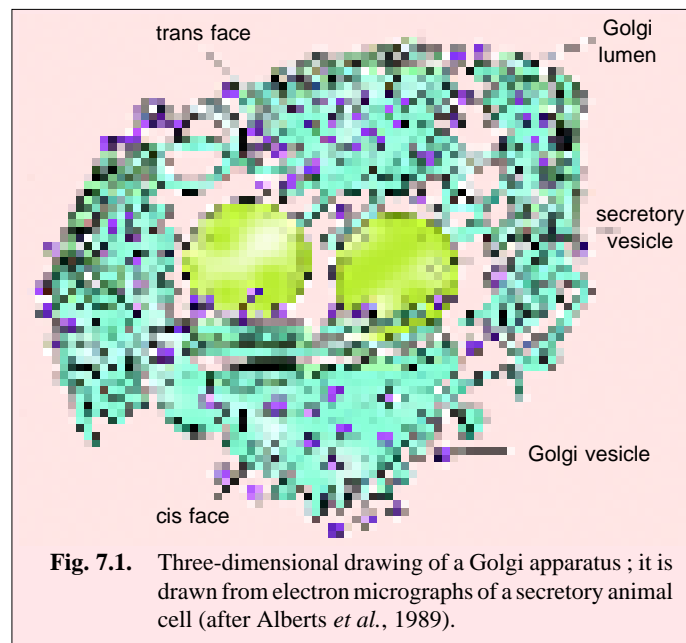 trans face
Golgi
lumen
secretory
vesicle
Golgi vesicle
cis face
Fig. 7.1. Three-dimensional drawing of a Golgi apparatus ; it is
drawn from electron micrographs of a secretory animal
cell (after Alberts et al., 1989).